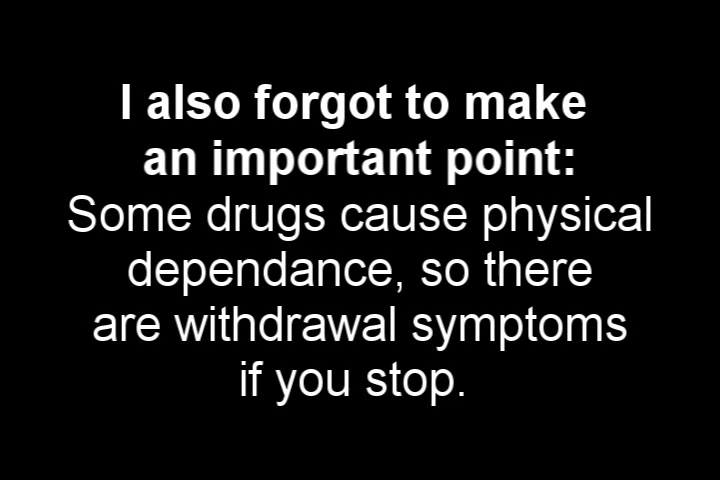 I also forgot to make
an important point:
Some drugs cause physical
dependance, so there
are withdrawal symptoms
if you stop.